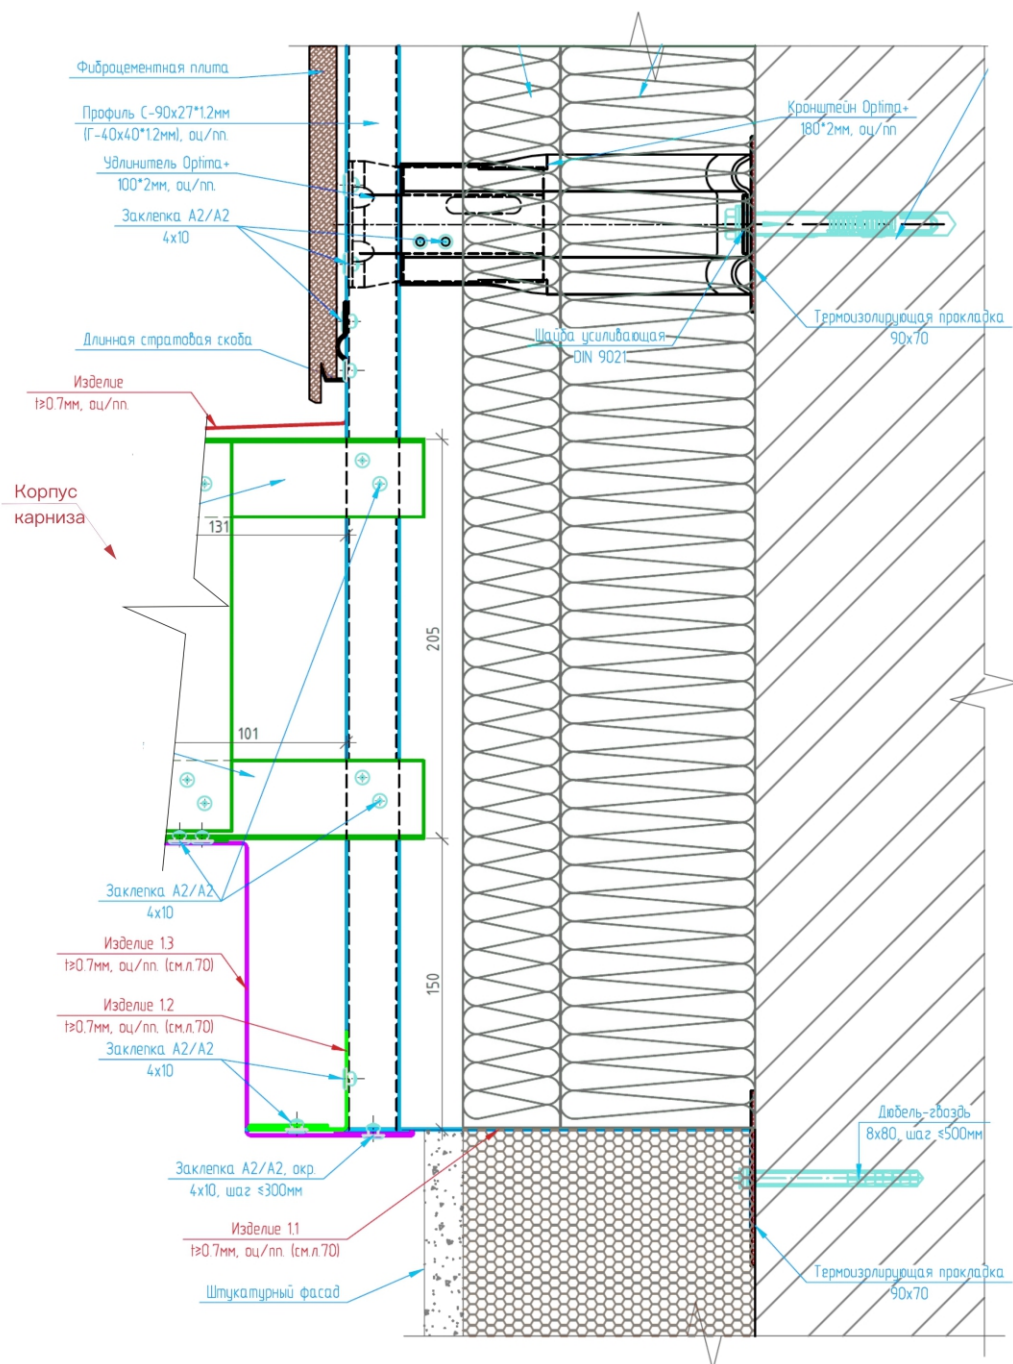 Фиброцементная плита
Профиль С-90х27*1.2мм
(Г-40х40*1.2мм), оц/пп.
Удлинитель Optima+
100*2мм, оц/пп.
Заклепка А2/А2
4х10
Кронштейн Optima+
180*2мм, оц/пп
Длинная стартовая скоба
Шайба усиливающая
DIN 9021
Термоизолирующая прокладка
90х70
Изделие
t≥0.7мм, оц/пп.
Корпус
карниза
131
205
101
Заклепка А2/А2
4х10
Изделие 1.3
t≥0.7мм, оц/пп. (см.л.70)
150
Изделие 1.2
t≥0.7мм, оц/пп. (см.л.70)
Заклепка А2/А2
4х10
Дюбель-гвоздь
8х80, шаг ≤500мм
Заклепка А2/А2, окр.
4х10, шаг ≤300мм
Изделие 1.1
t≥0.7мм, оц/пп. (см.л.70)
Штукатурный фасад
Термоизолирующая прокладка
90х70